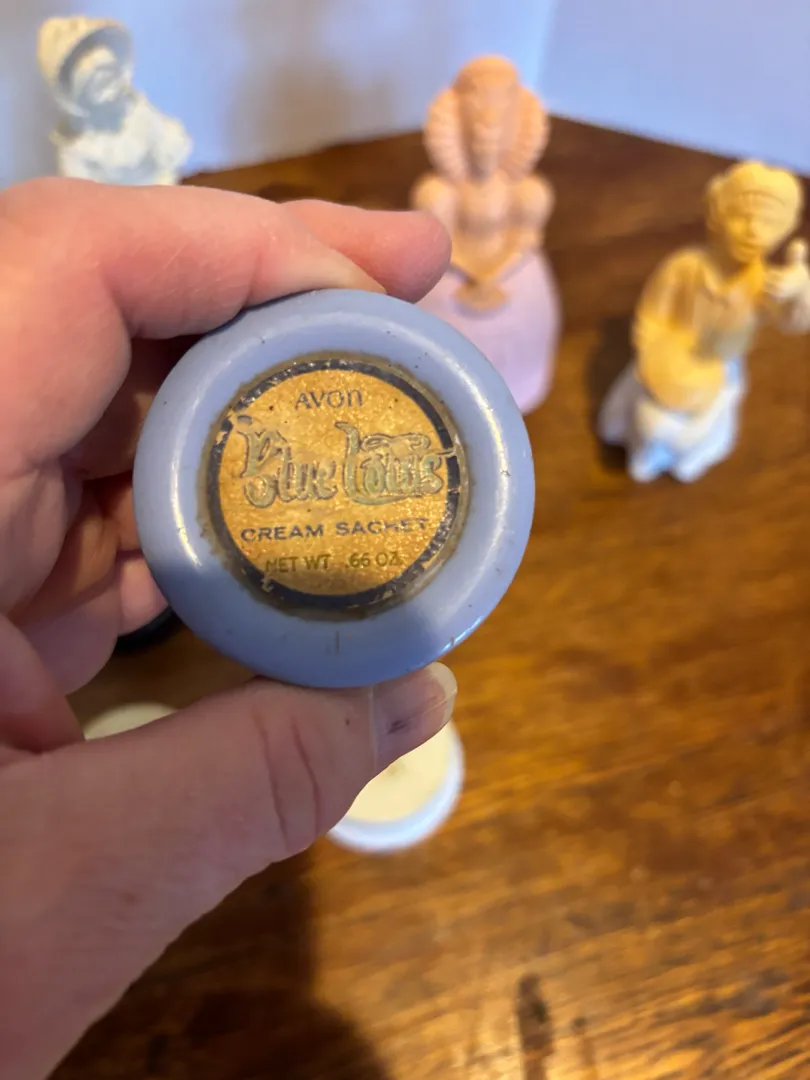 AVON
Blue Lotus
CREAM SACHET
NET WT .66 OZ.